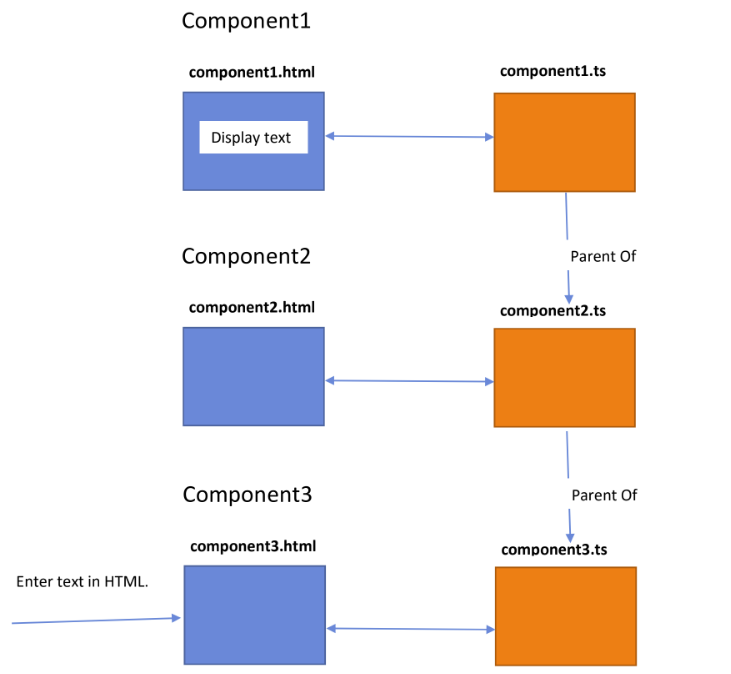 Component1
component1.html
component1.ts
Display text
Parent Of
Component2
component2.html
component2.ts
Parent Of
Component3
component3.html
component3.ts
Enter text in HTML.